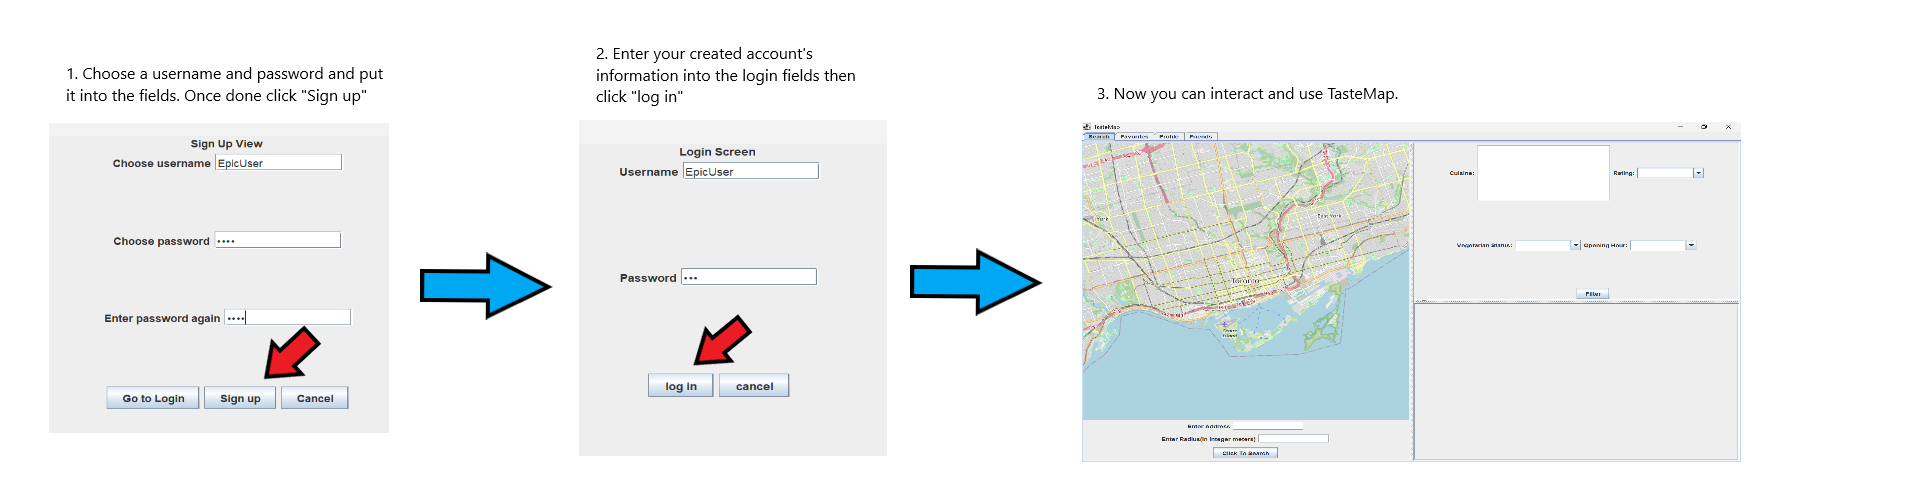 1. Choose a username and password and put
it into the fields. Once done click "Sign up"
Sign Up View
Choose username EpicUser
Choose password ••••
Enter password again ••••
Go to Login Sign up Cancel
2. Enter your created account's
information into the login fields then
click "log in"
Login Screen
Username EpicUser
Password •••
log in cancel
3. Now you can interact and use TasteMap.
TasteMap
Search Favorites Profile Friends
York
East York
Toronto
Cuisine: Rating:
Vegetarian Status: Opening Hour:
Filter
Enter Address
Enter Radius(in integer meters)
Click To Search